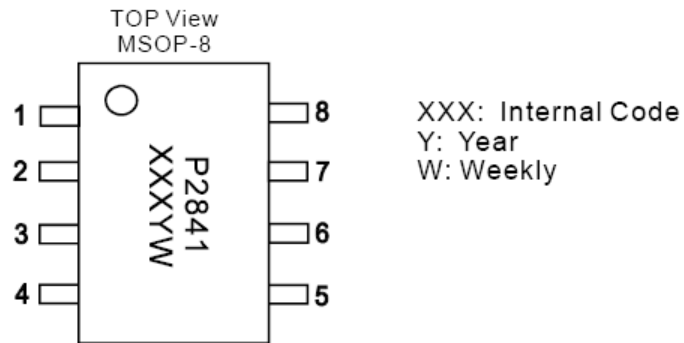 TOP View
MSOP-8
1
2
3
4
8
7
6
5
P2841
XXXYW
XXX: Internal Code
Y: Year
W: Weekly